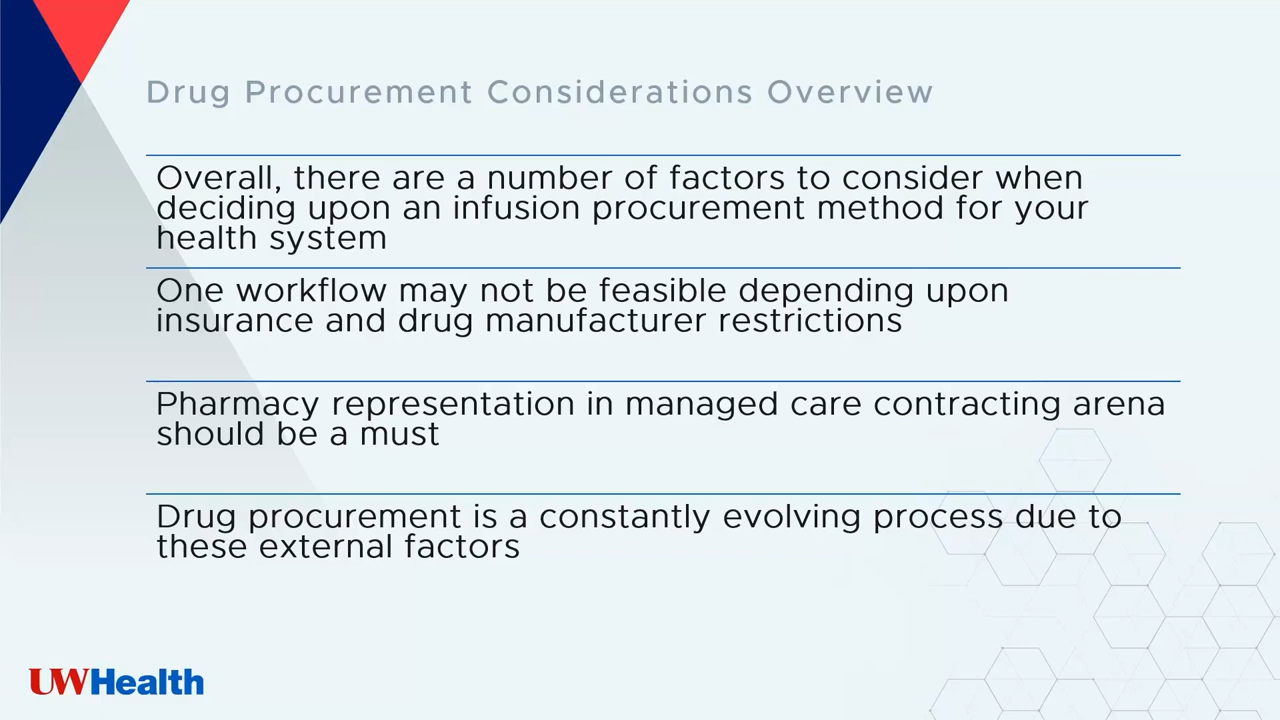 Drug Procurement Considerations Overview
Overall, there are a number of factors to consider when
deciding upon an infusion procurement method for your
health system
One workflow may not be feasible depending upon
insurance and drug manufacturer restrictions
Pharmacy representation in managed care contracting arena
should be a must
Drug procurement is a constantly evolving process due to
these external factors
UWHealth